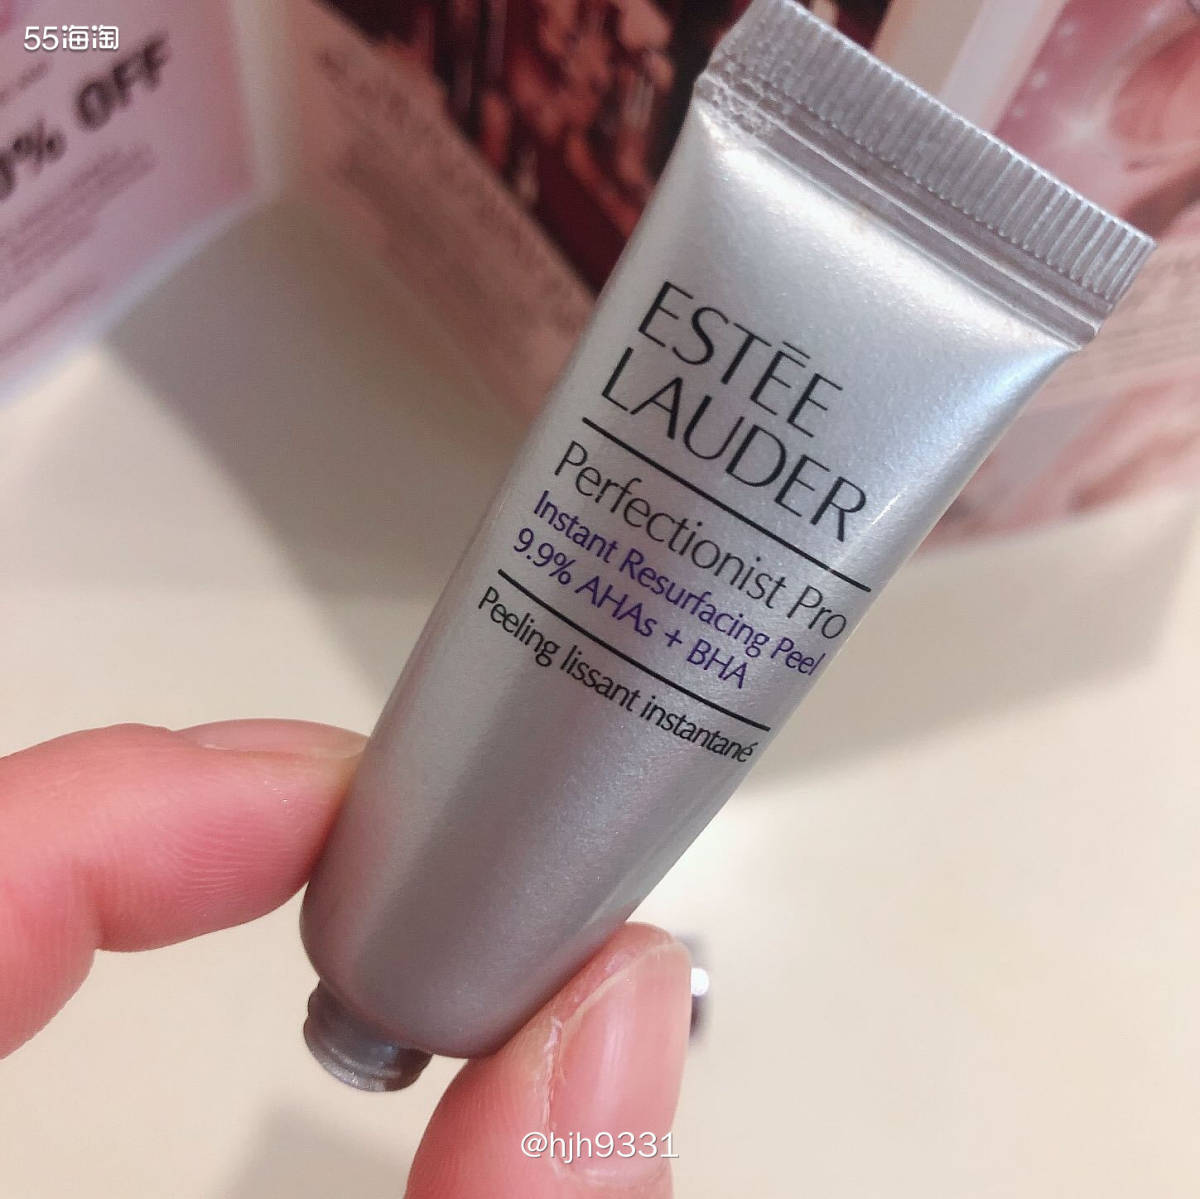 55海淘
% OFF
ESTÉE
LAUDER
Perfectionist Pro
Instant Resurfacing Peel
9.9% AHAs + BHA
Peeling lissant instantané
@hjh9331